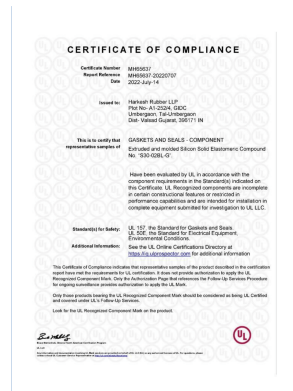 CERTIFICATE OF COMPLIANCE
Certificate Number MH65637
Report Reference MH65637-20220707
Date 2022-July-14
Issued to: Harkesh Rubber LLP
Plot No- A1-252/4, GIDC
Umbergaon, Tal-Umbergaon
Dist- Valsad Gujarat, 396171 IN
This is to certify that GASKETS AND SEALS - COMPONENT
representative samples of Extruded and molded Silicon Solid Elastomeric Compound
No. 'S30-02BL-G'.
Have been evaluated by UL in accordance with the
component requirements in the Standard(s) indicated on
this Certificate. UL Recognized components are incomplete
in certain constructional features or restricted in
performance capabilities and are intended for installation in
complete equipment submitted for investigation to UL LLC.
Standard(s) for Safety: UL 157, the Standard for Gaskets and Seals.
UL 50E, the Standard for Electrical Equipment,
Environmental Conditions.
Additional Information: See the UL Online Certifications Directory at
https://iq.ulprospector.com for additional information
This Certificate of Compliance indicates that representative samples of the product described in the certification
report have met the requirements for UL certification. It does not provide authorization to apply the UL
Recognized Component Mark. Only the Authorization Page that references the Follow-Up Services Procedure
for ongoing surveillance provides authorization to apply the UL Mark.
Only those products bearing the UL Recognized Component Mark should be considered as being UL Certified
and covered under UL's Follow-Up Services.
Look for the UL Recognized Component Mark on the product.
UL